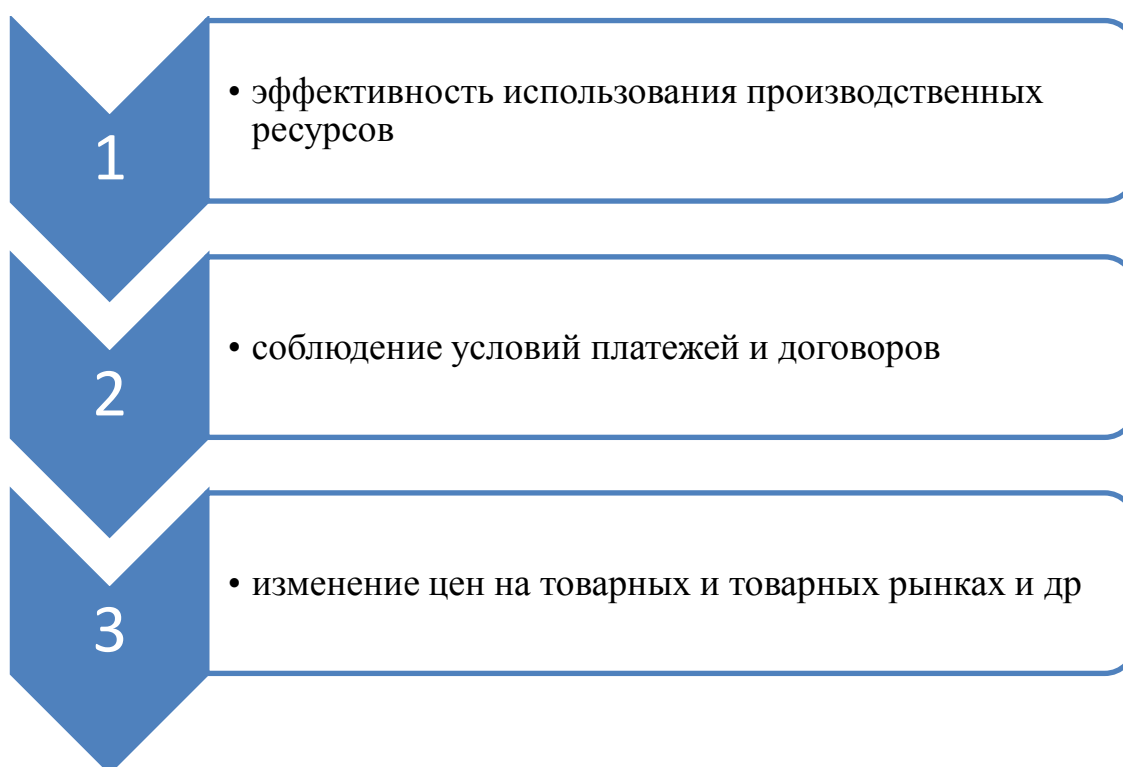 1
• эффективность использования производственных
ресурсов
2
• соблюдение условий платежей и договоров
3
• изменение цен на товарных и товарных рынках и др